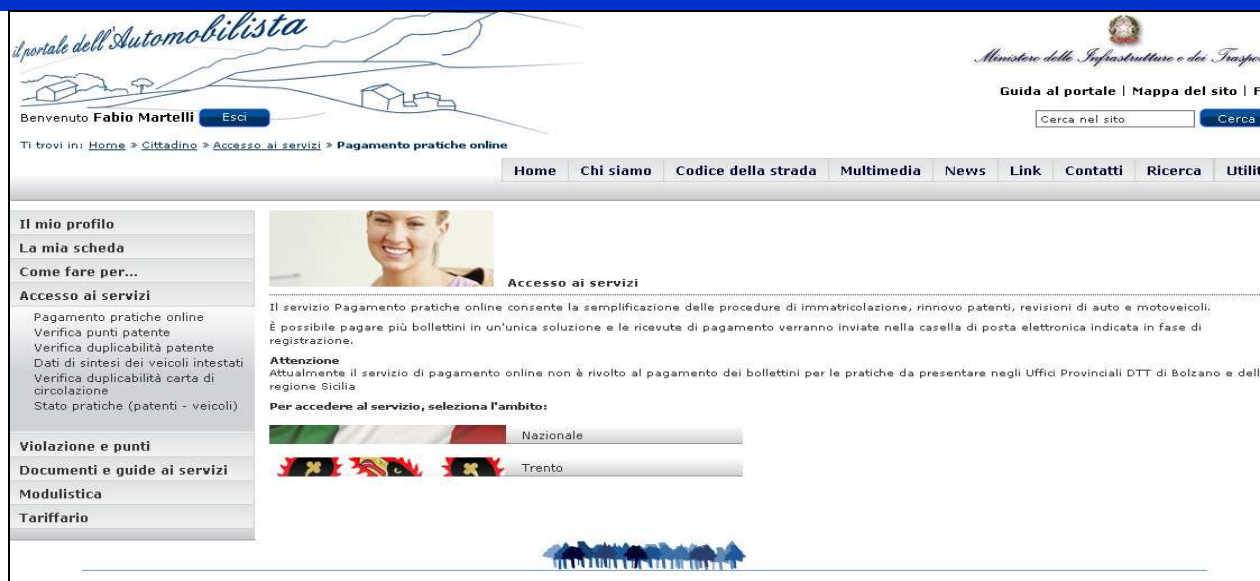 il portale dell'Automobilista
Ministero delle Infrastrutture e dei
Guida al portale | Mappa del sito |
Benvenuto Fabio Martelli Esci
Cerca nel sito Cerca
Ti trovi in: Home » Cittadino » Accesso ai servizi » Pagamento pratiche online
Home Chi siamo Codice della strada Multimedia News Link Contatti Ricerca
Il mio profilo
La mia scheda
Come fare per...
Accesso ai servizi
Pagamento pratiche online
Verifica punti patente
Verifica duplicabilità patente
Dati di sintesi dei veicoli intestati
Verifica duplicabilità carta di
circolazione
Stato pratiche (patenti - veicoli)
Violazione e punti
Documenti e guide ai servizi
Modulistica
Tariffario
Accesso ai servizi
Il servizio Pagamento pratiche online consente la semplificazione delle procedure di immatricolazione, rinnovo patenti, revisioni di auto e motoveicoli.
È possibile pagare più bollettini in un'unica soluzione e le ricevute di pagamento verranno inviate nella casella di posta elettronica indicata in fase di
registrazione.
Attenzione
Attualmente il servizio di pagamento online non è rivolto al pagamento dei bollettini per le pratiche da presentare negli Uffici Provinciali DTT di Bolzano e dell
regione Sicilia
Per accedere al servizio, seleziona l'ambito:
Nazionale
Trento